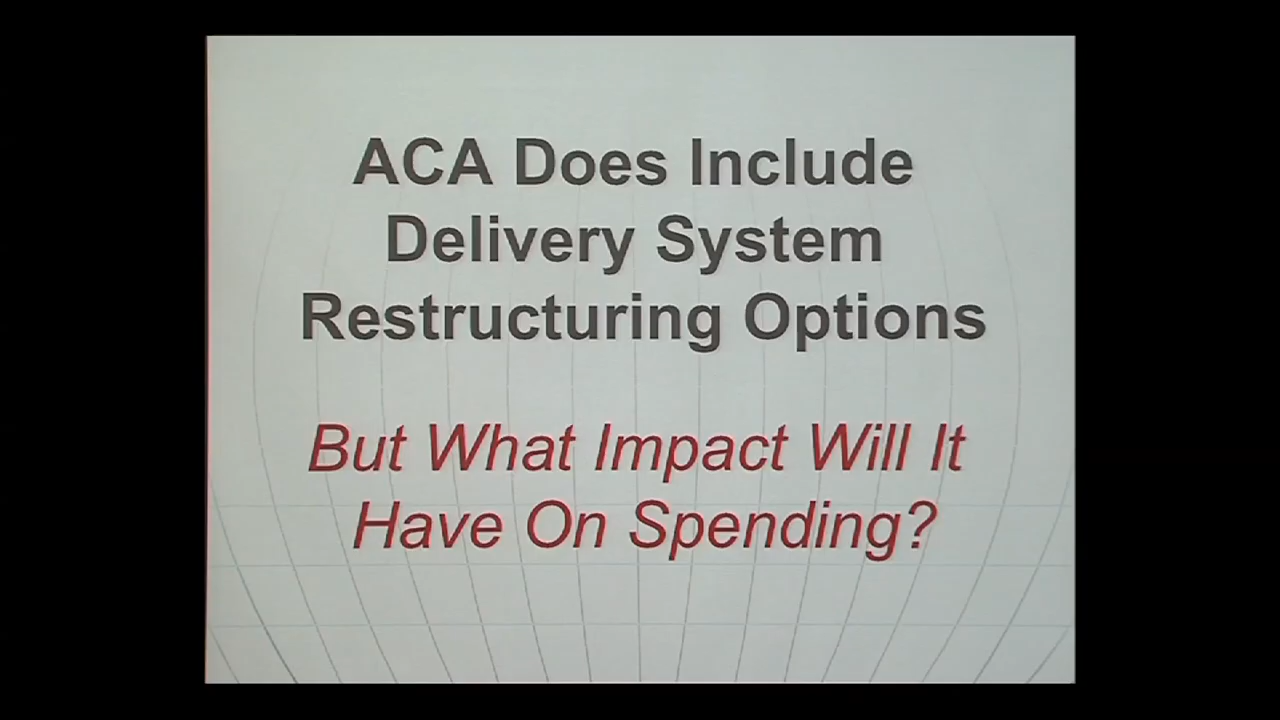 ACA Does Include
Delivery System
Restructuring Options
But What Impact Will It
Have On Spending?